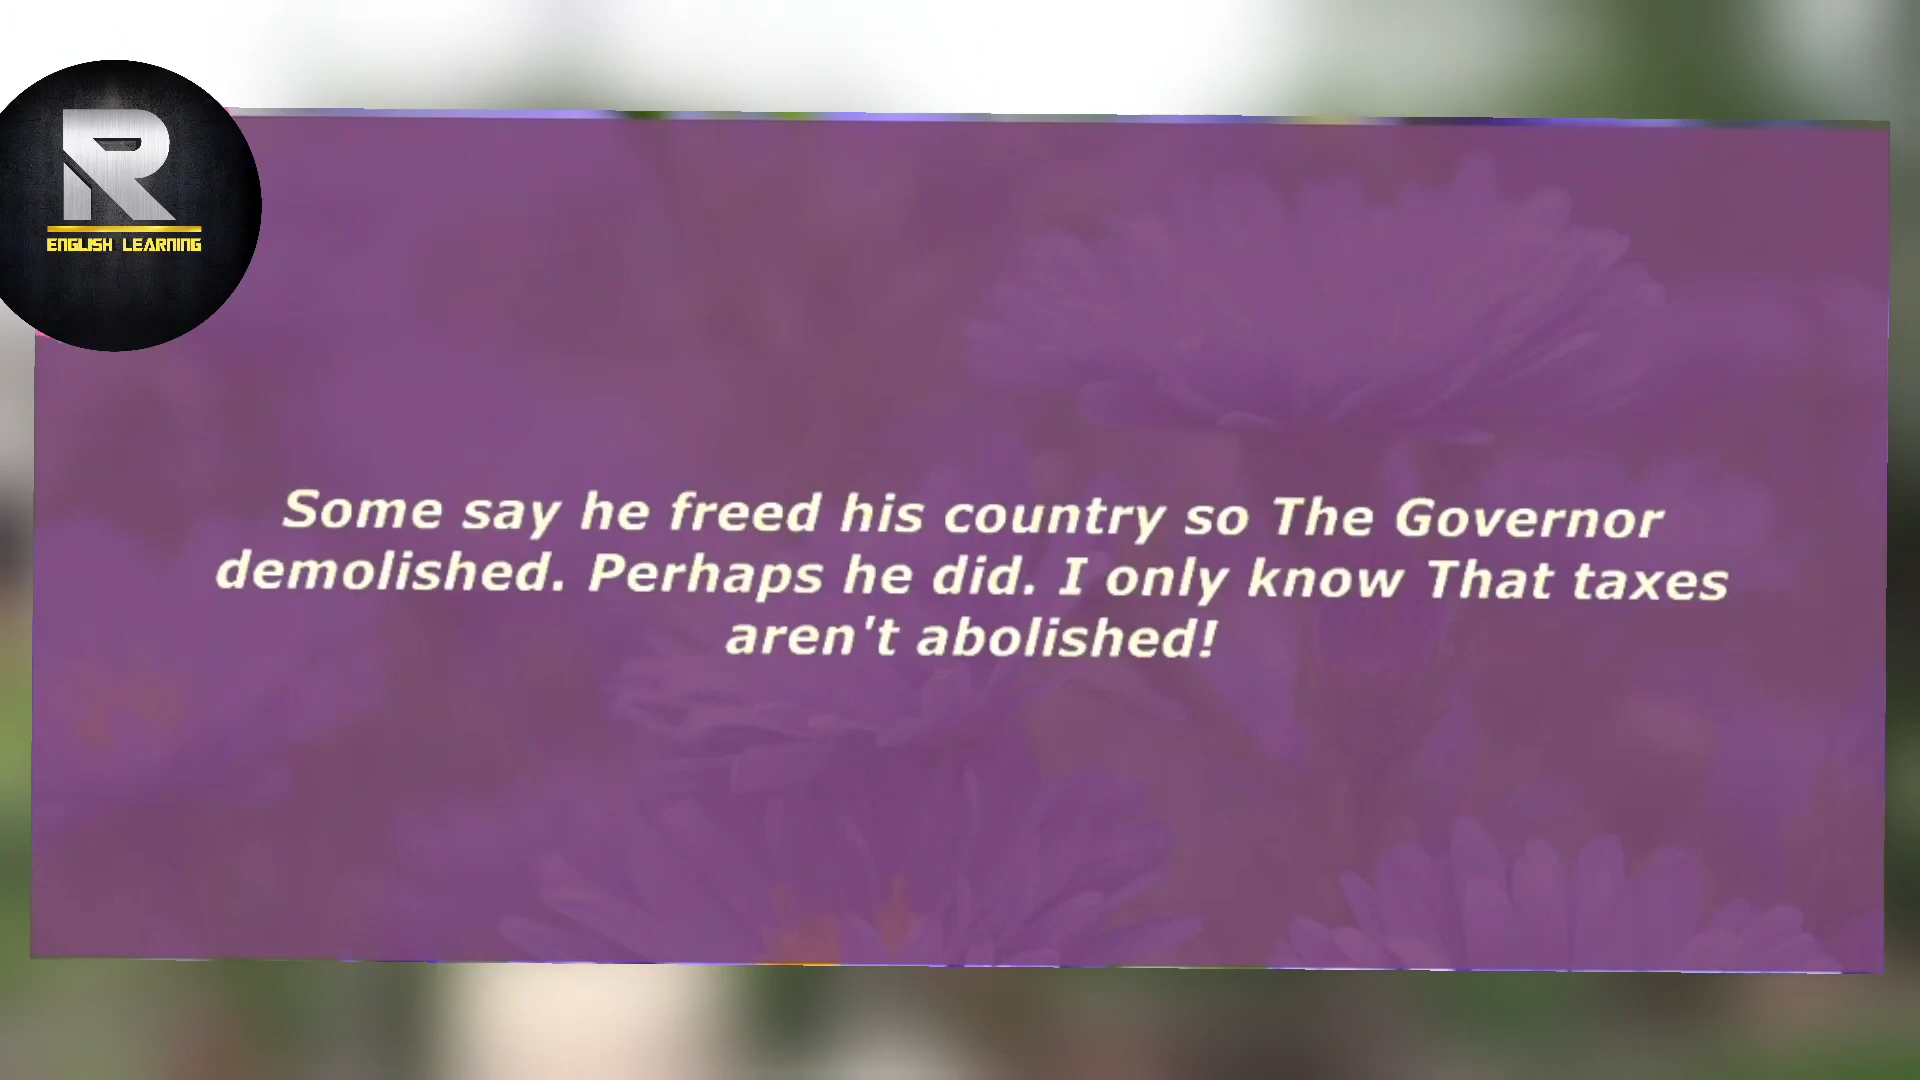 R
ENGLISH LEARNING
Some say he freed his country so The Governor
demolished. Perhaps he did. I only know That taxes
aren't abolished!